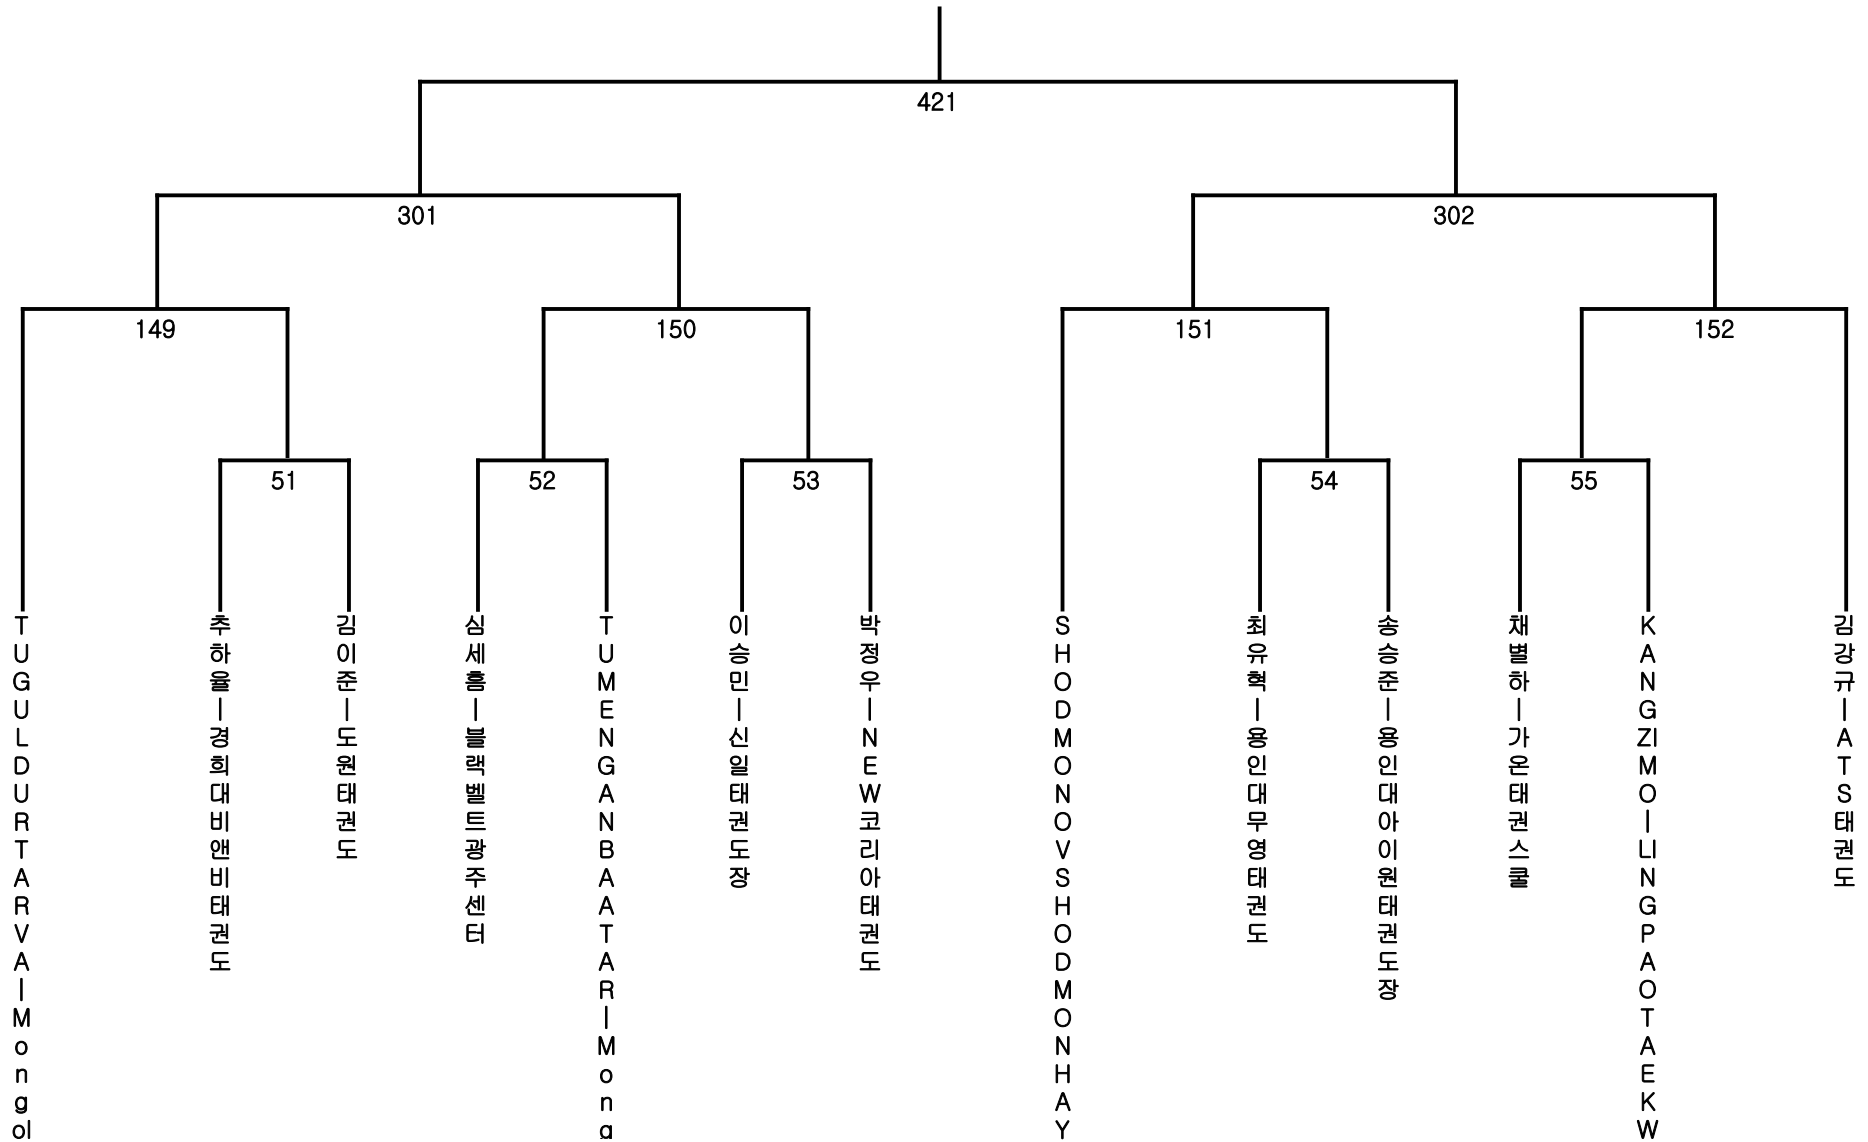 421
301
302
149
150
151
152
51
52
53
54
55
TUGULDURTARVA|Mongol
추하율|경희대비앤비태권도
김이준|도원태권도
심세홈|블랙벨트광주센터
TUMENGANBAATAR|Mong
이승민|신일태권도장
박정우|NEW코리아태권도
SHODMONOVSHODMONHAY
최유혁|용인대무영태권도
송승준|용인대아이원태권도장
채별하|가온태권스쿨
KANGZIMO|LINGPAOTAEKW
김강규|ATS태권도